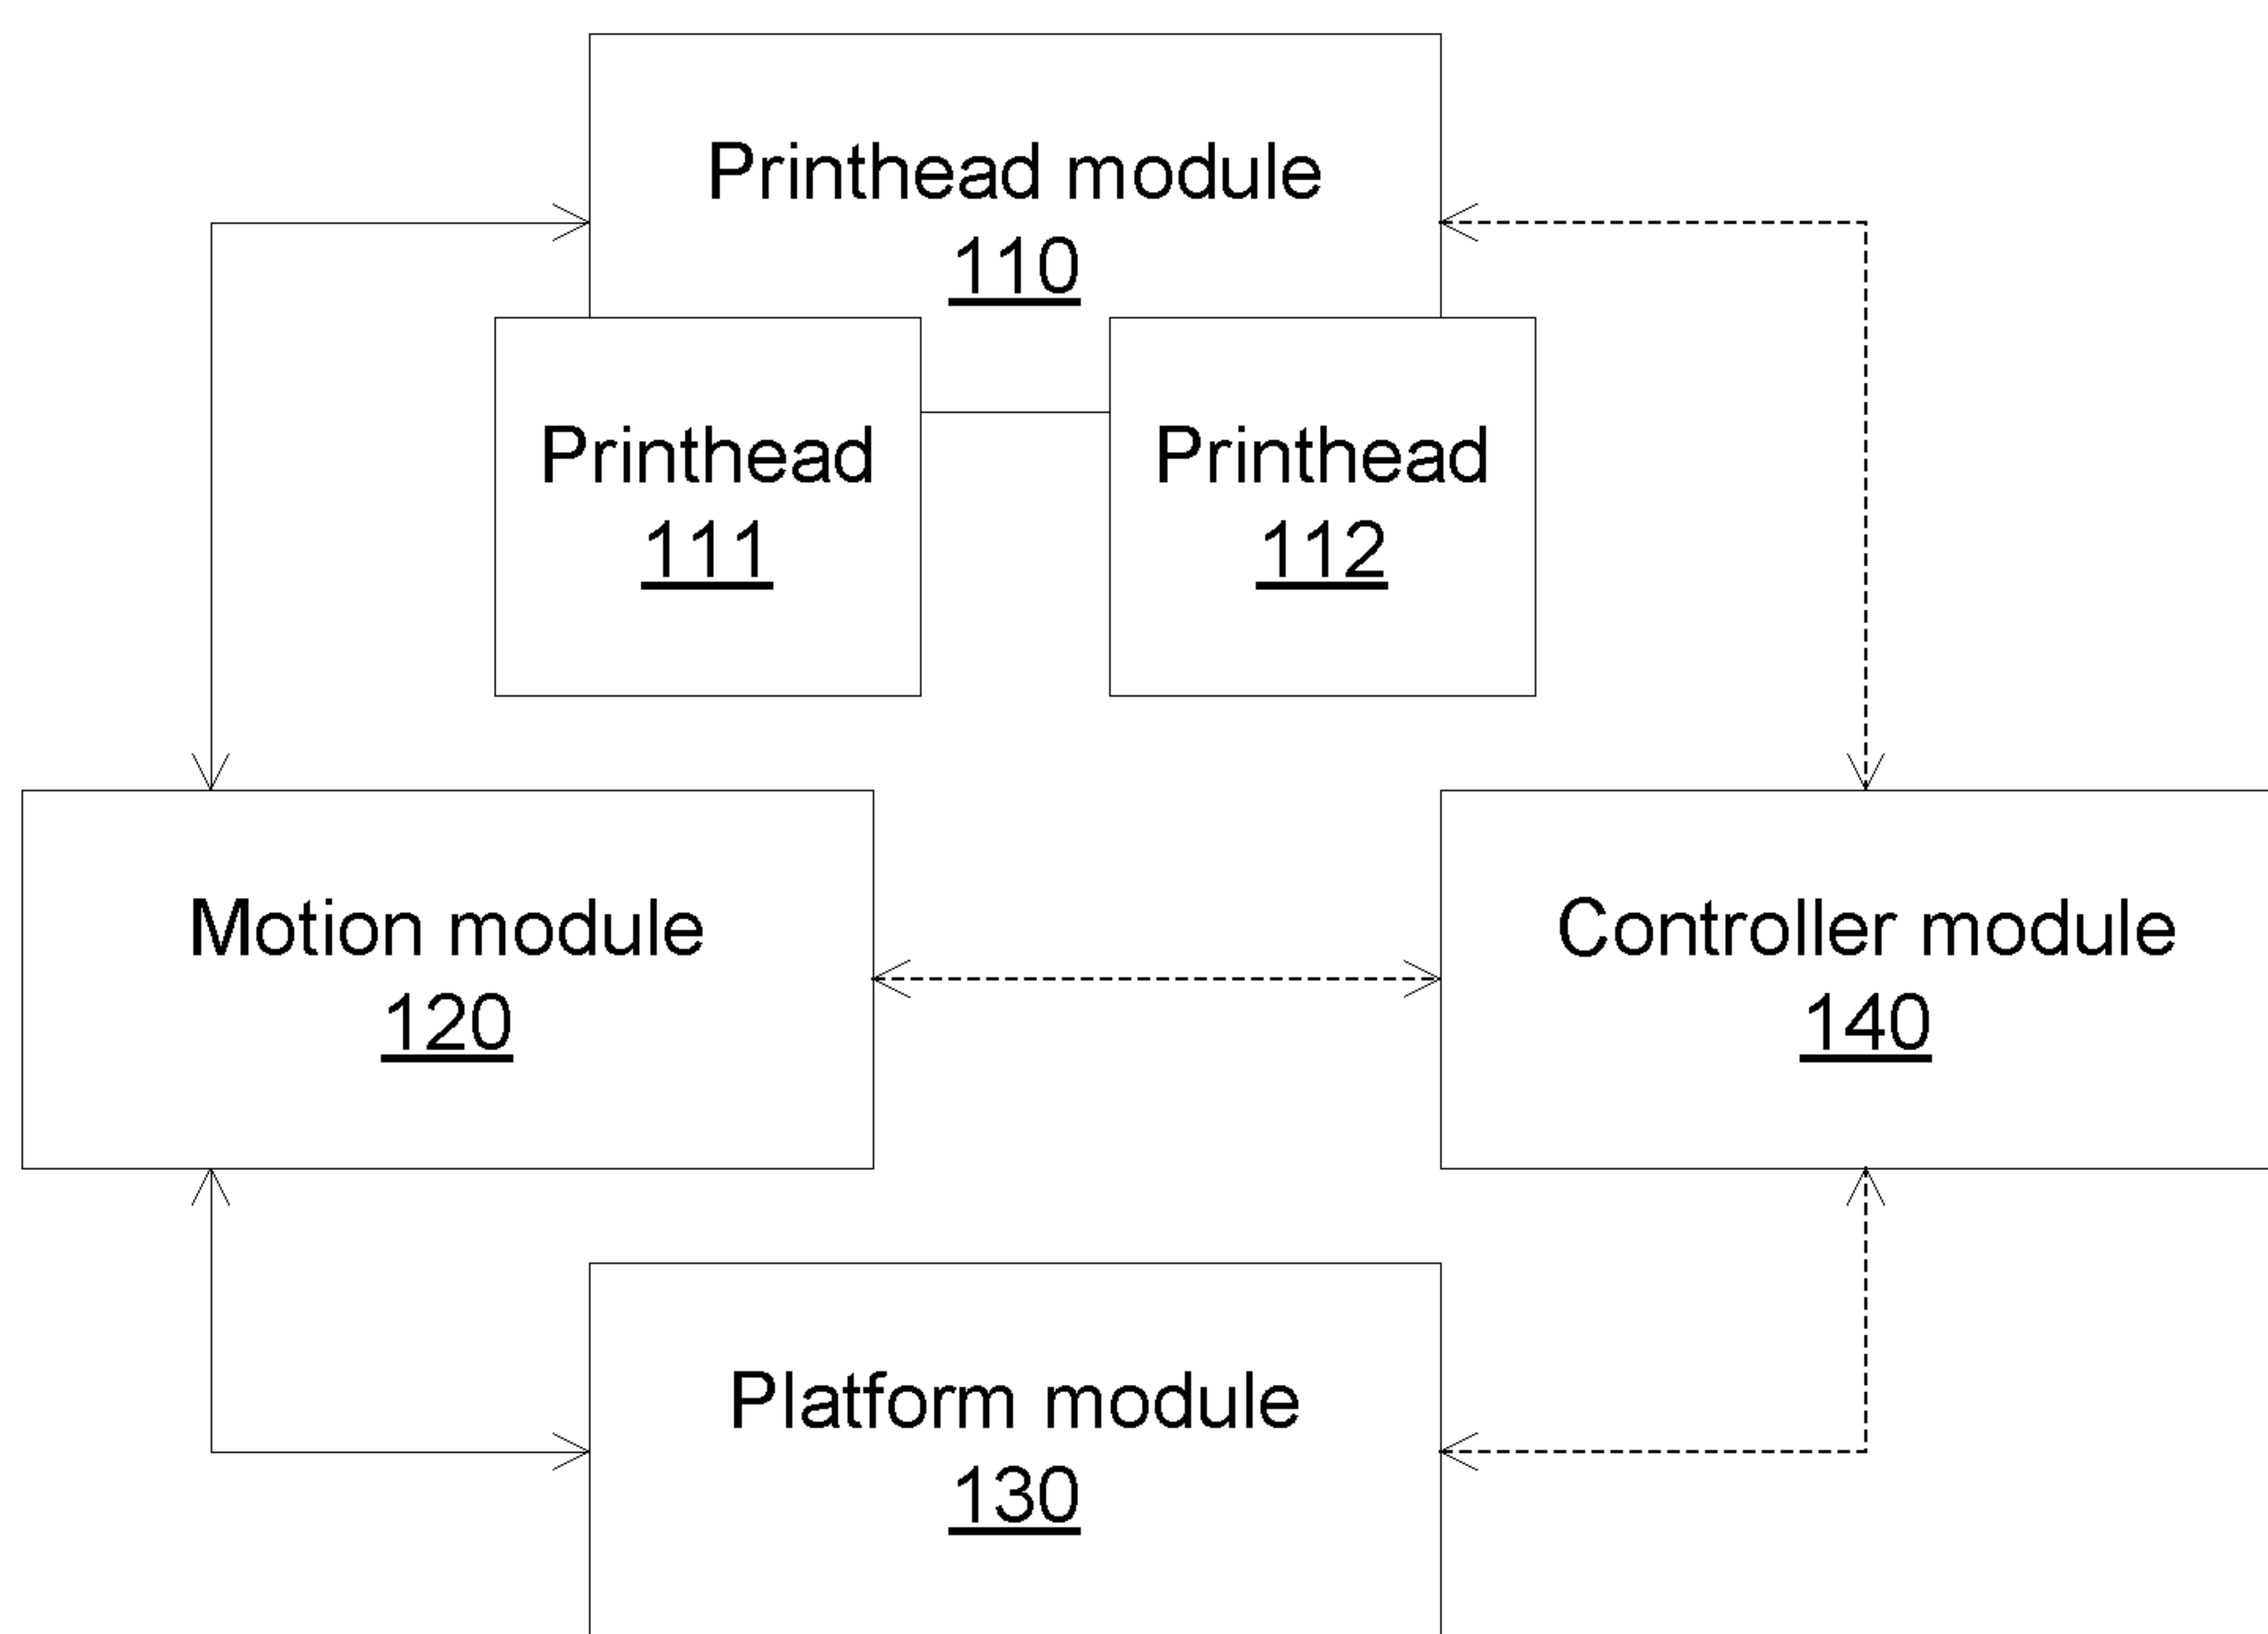 Printhead module
110
Printhead
111
Printhead
112
Motion module
120
Controller module
140
Platform module
130